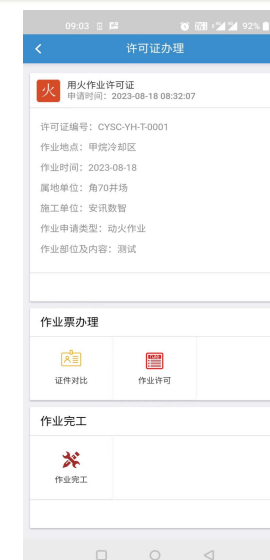 09:03 92%
许可证办理
火 用火作业许可证
申请时间：2023-08-18 08:32:07
许可证编号：CYSC-YH-T-0001
作业地点：甲烷冷却区
作业时间：2023-08-18
属地单位：角70井场
施工单位：安讯数智
作业申请类型：动火作业
作业部位及内容：测试
作业票办理
证件对比 作业许可
作业完工
作业完工